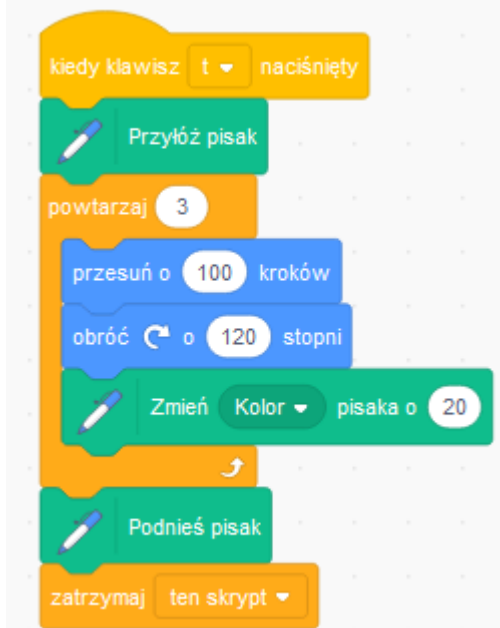 kiedy klawisz t naciśnięty
Przyłóż pisak
powtarzaj 3
przesuń o 100 kroków
obróć o 120 stopni
Zmień Kolor pisaka o 20
Podnieś pisak
zatrzymaj ten skrypt